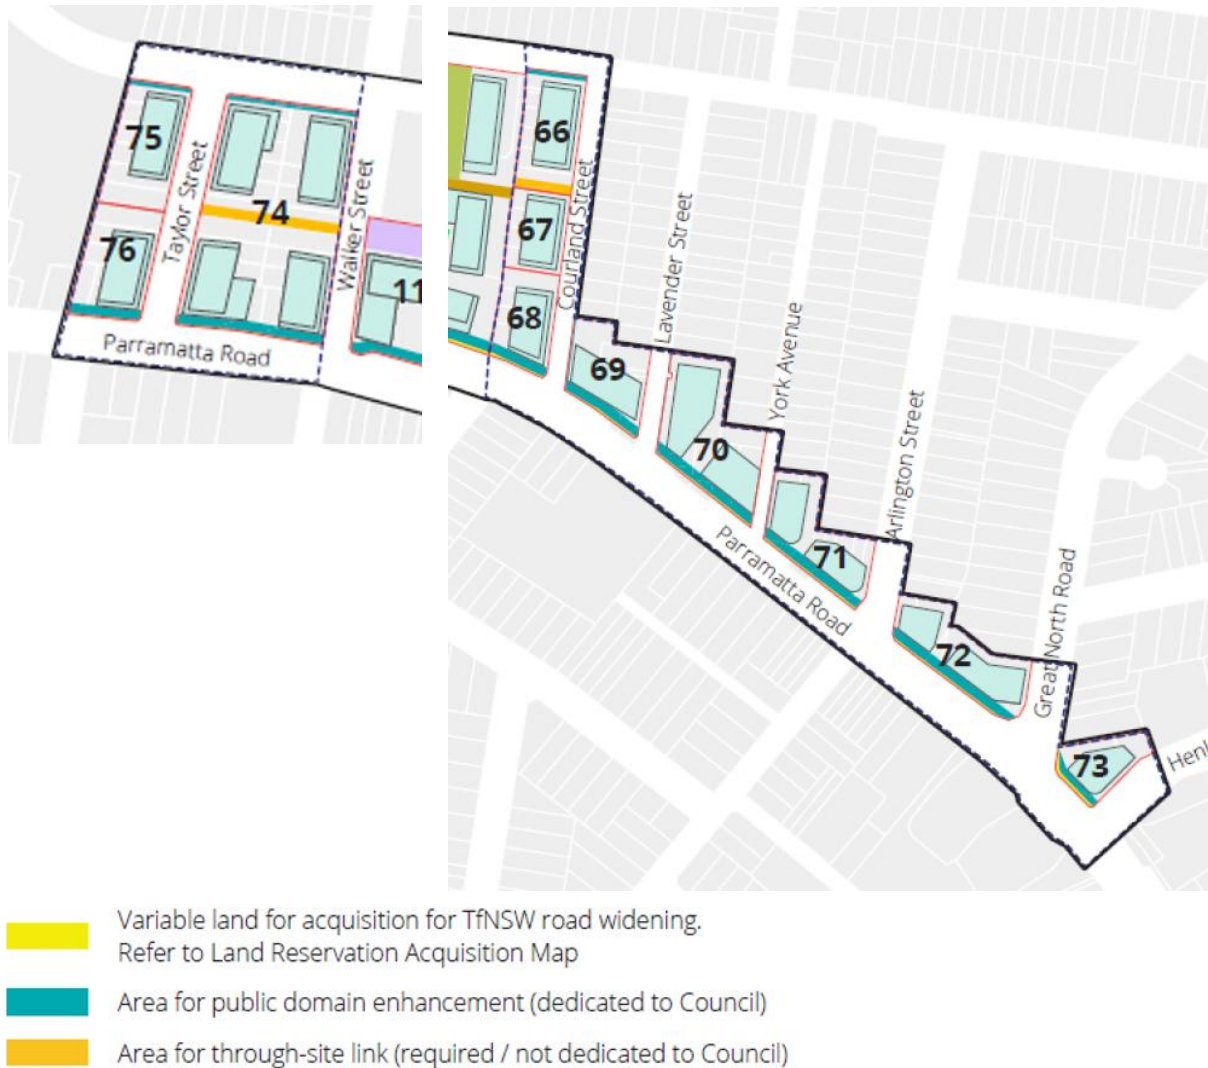 75
Taylor Street
74
Walker Street
76
11
Parramatta Road
66
67
Courland Street
68
69
Lavender Street
70
York Avenue
71
Arlington Street
Parramatta Road
72
Great North Road
73
Variable land for acquisition for TfNSW road widening.
Refer to Land Reservation Acquisition Map
Area for public domain enhancement (dedicated to Council)
Area for through-site link (required / not dedicated to Council)